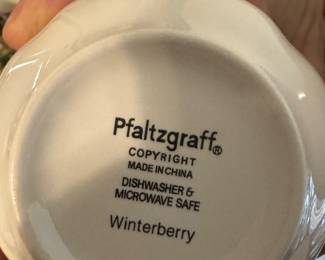 Pfaltzgraff®
COPYRIGHT
MADE IN CHINA
DISHWASHER &
MICROWAVE SAFE
Winterberry